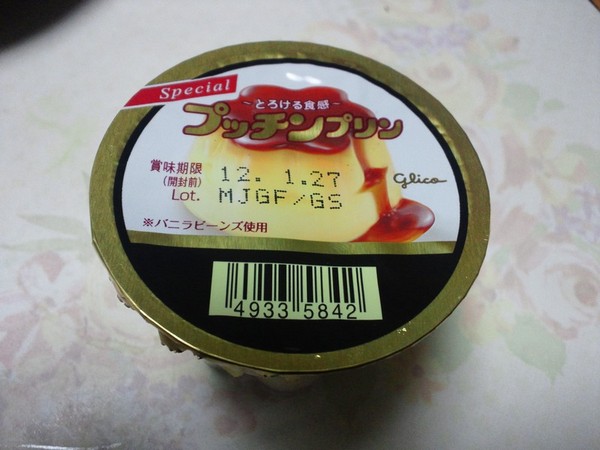 Special
-とろける食感-
プッチンプリン
賞味期限 12. 1.27
(開封前)
Lot. MJGF/GS
glico
※バニラビーンズ使用
4933 5842